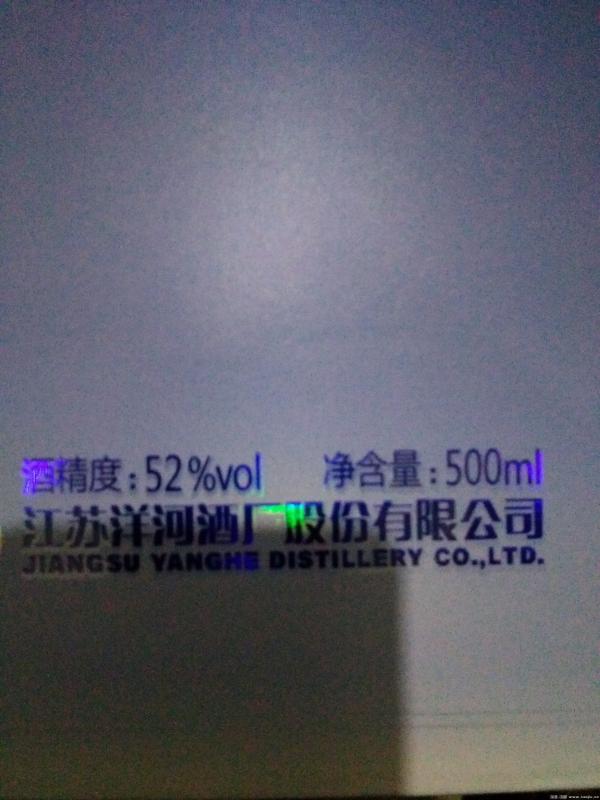 酒精度:52%vol 净含量:500ml
江苏洋河酒厂股份有限公司
JIANGSU YANGHE DISTILLERY CO.,LTD.